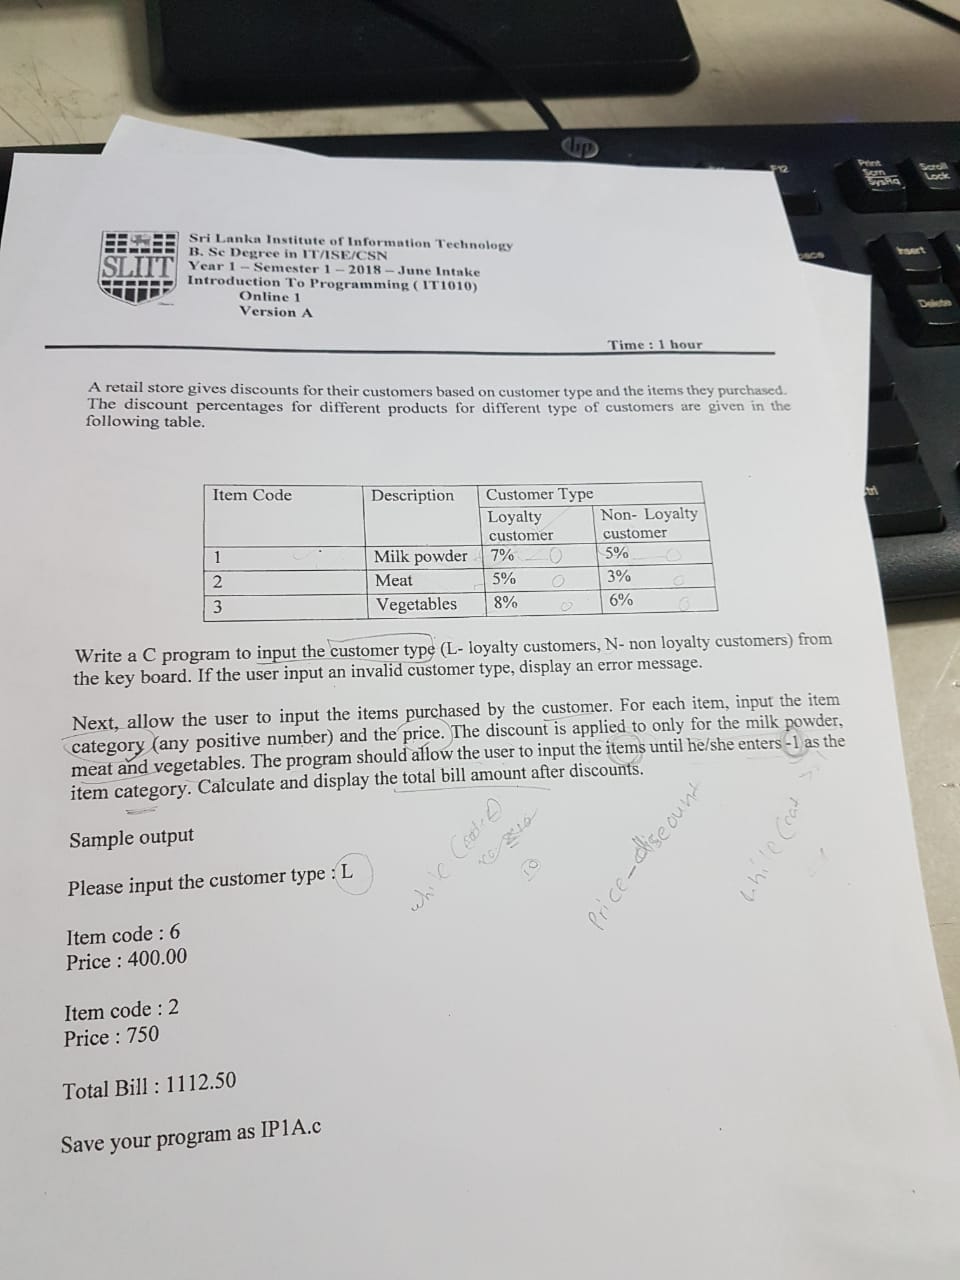 hp
F12
Print
Scrn
SysRq
Scroll
Lock
Insert
Delete
SLIIT
Sri Lanka Institute of Information Technology
B. Sc Degree in IT/ISE/CSN
Year 1 – Semester 1 – 2018 – June Intake
Introduction To Programming ( IT1010)
Online 1
Version A
Time : 1 hour
A retail store gives discounts for their customers based on customer type and the items they purchased.
The discount percentages for different products for different type of customers are given in the
following table.
Item Code Description Customer Type
Loyalty customer Non- Loyalty customer
1 Milk powder 7% 5%
2 Meat 5% 3%
3 Vegetables 8% 6%
Write a C program to input the customer type (L- loyalty customers, N- non loyalty customers) from
the key board. If the user input an invalid customer type, display an error message.
Next, allow the user to input the items purchased by the customer. For each item, input the item
category (any positive number) and the price. The discount is applied to only for the milk powder,
meat and vegetables. The program should allow the user to input the items until he/she enters -1 as the
item category. Calculate and display the total bill amount after discounts.
Sample output
Please input the customer type : L
Item code : 6
Price : 400.00
Item code : 2
Price : 750
Total Bill : 1112.50
Save your program as IP1A.c
while
Price - discount
while